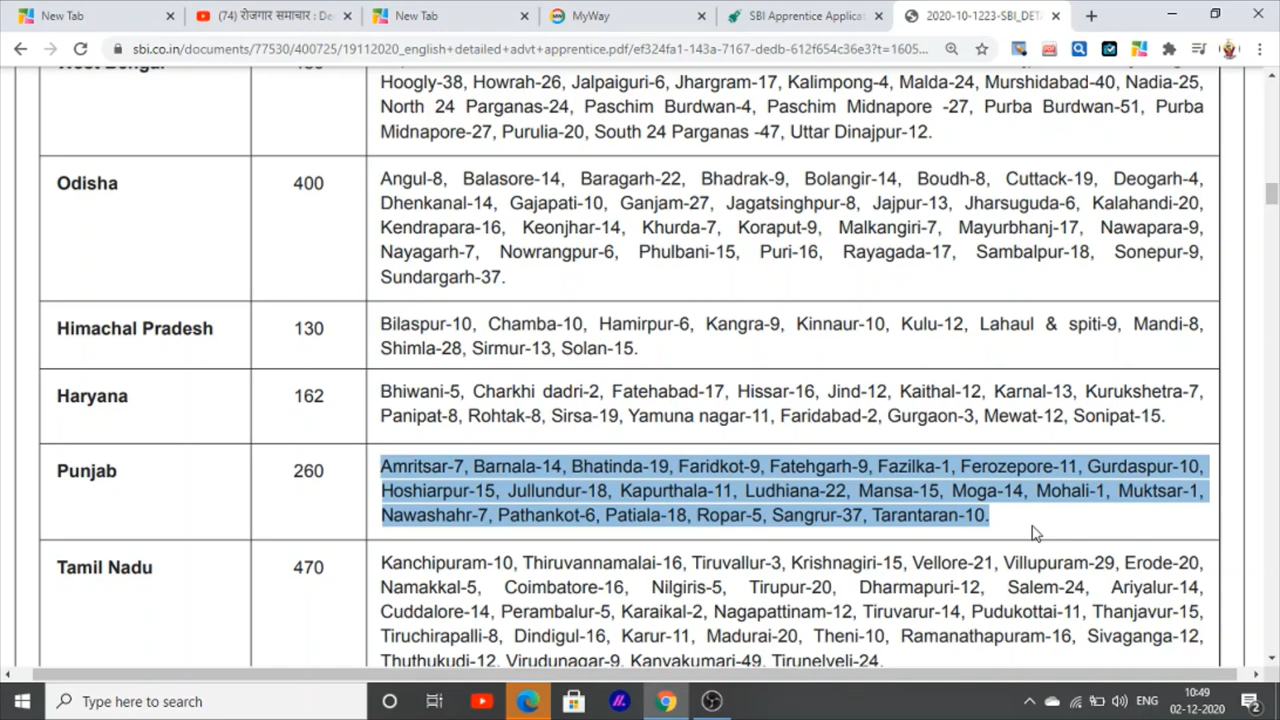 New Tab
(74) रोजगार समाचार : De
New Tab
MyWay
SBI Apprentice Applicat
2020-10-1223-SBI_DETA
sbi.co.in/documents/77530/400725/19112020_english+detailed+advt+apprentice.pdf/ef324fa1-143a-7167-dedb-612f654c36e3?t=1605...
West Bengal
Hoogly-38, Howrah-26, Jalpaiguri-6, Jhargram-17, Kalimpong-4, Malda-24, Murshidabad-40, Nadia-25,
North 24 Parganas-24, Paschim Burdwan-4, Paschim Midnapore -27, Purba Burdwan-51, Purba
Midnapore-27, Purulia-20, South 24 Parganas -47, Uttar Dinajpur-12.
Odisha
400
Angul-8, Balasore-14, Baragarh-22, Bhadrak-9, Bolangir-14, Boudh-8, Cuttack-19, Deogarh-4,
Dhenkanal-14, Gajapati-10, Ganjam-27, Jagatsinghpur-8, Jajpur-13, Jharsuguda-6, Kalahandi-20,
Kendrapara-16, Keonjhar-14, Khurda-7, Koraput-9, Malkangiri-7, Mayurbhanj-17, Nawapara-9,
Nayagarh-7, Nowrangpur-6, Phulbani-15, Puri-16, Rayagada-17, Sambalpur-18, Sonepur-9,
Sundargarh-37.
Himachal Pradesh
130
Bilaspur-10, Chamba-10, Hamirpur-6, Kangra-9, Kinnaur-10, Kulu-12, Lahaul & spiti-9, Mandi-8,
Shimla-28, Sirmur-13, Solan-15.
Haryana
162
Bhiwani-5, Charkhi dadri-2, Fatehabad-17, Hissar-16, Jind-12, Kaithal-12, Karnal-13, Kurukshetra-7,
Panipat-8, Rohtak-8, Sirsa-19, Yamuna nagar-11, Faridabad-2, Gurgaon-3, Mewat-12, Sonipat-15.
Punjab
260
Amritsar-7, Barnala-14, Bhatinda-19, Faridkot-9, Fatehgarh-9, Fazilka-1, Ferozepore-11, Gurdaspur-10,
Hoshiarpur-15, Jullundur-18, Kapurthala-11, Ludhiana-22, Mansa-15, Moga-14, Mohali-1, Muktsar-1,
Nawashahr-7, Pathankot-6, Patiala-18, Ropar-5, Sangrur-37, Tarantaran-10.
Tamil Nadu
470
Kanchipuram-10, Thiruvannamalai-16, Tiruvallur-3, Krishnagiri-15, Vellore-21, Villupuram-29, Erode-20,
Namakkal-5, Coimbatore-16, Nilgiris-5, Tirupur-20, Dharmapuri-12, Salem-24, Ariyalur-14,
Cuddalore-14, Perambalur-5, Karaikal-2, Nagapattinam-12, Tiruvarur-14, Pudukottai-11, Thanjavur-15,
Tiruchirapalli-8, Dindigul-16, Karur-11, Madurai-20, Theni-10, Ramanathapuram-16, Sivaganga-12,
Thuthukudi-12, Virudunagar-9, Kanyakumari-49, Tirunelveli-24.
Type here to search
ENG
10:49
02-12-2020
2